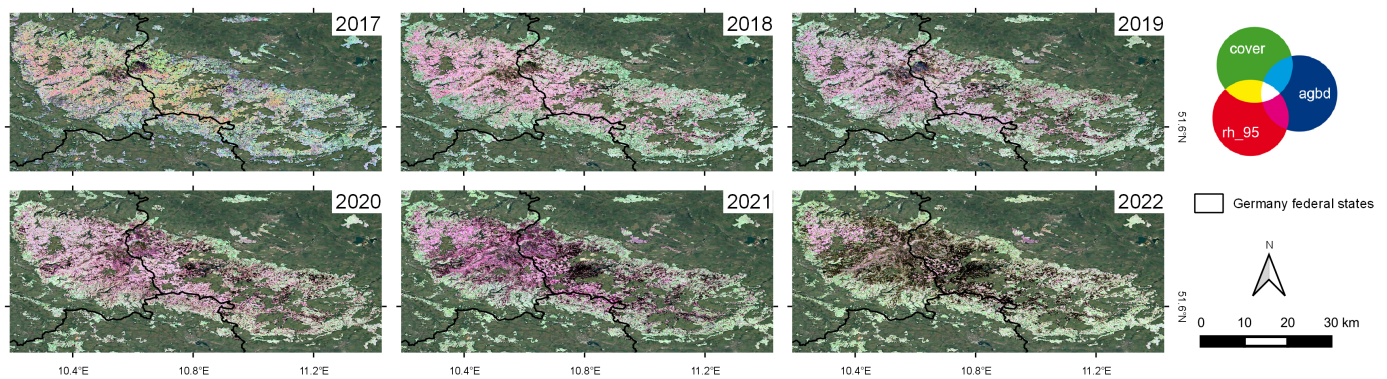 2017
2018
2019
cover
agbd
rh_95
51.6°N
2020
2021
2022
Germany federal states
N
51.6°N
0 10 20 30 km
10.4°E 10.8°E 11.2°E
10.4°E 10.8°E 11.2°E
10.4°E 10.8°E 11.2°E